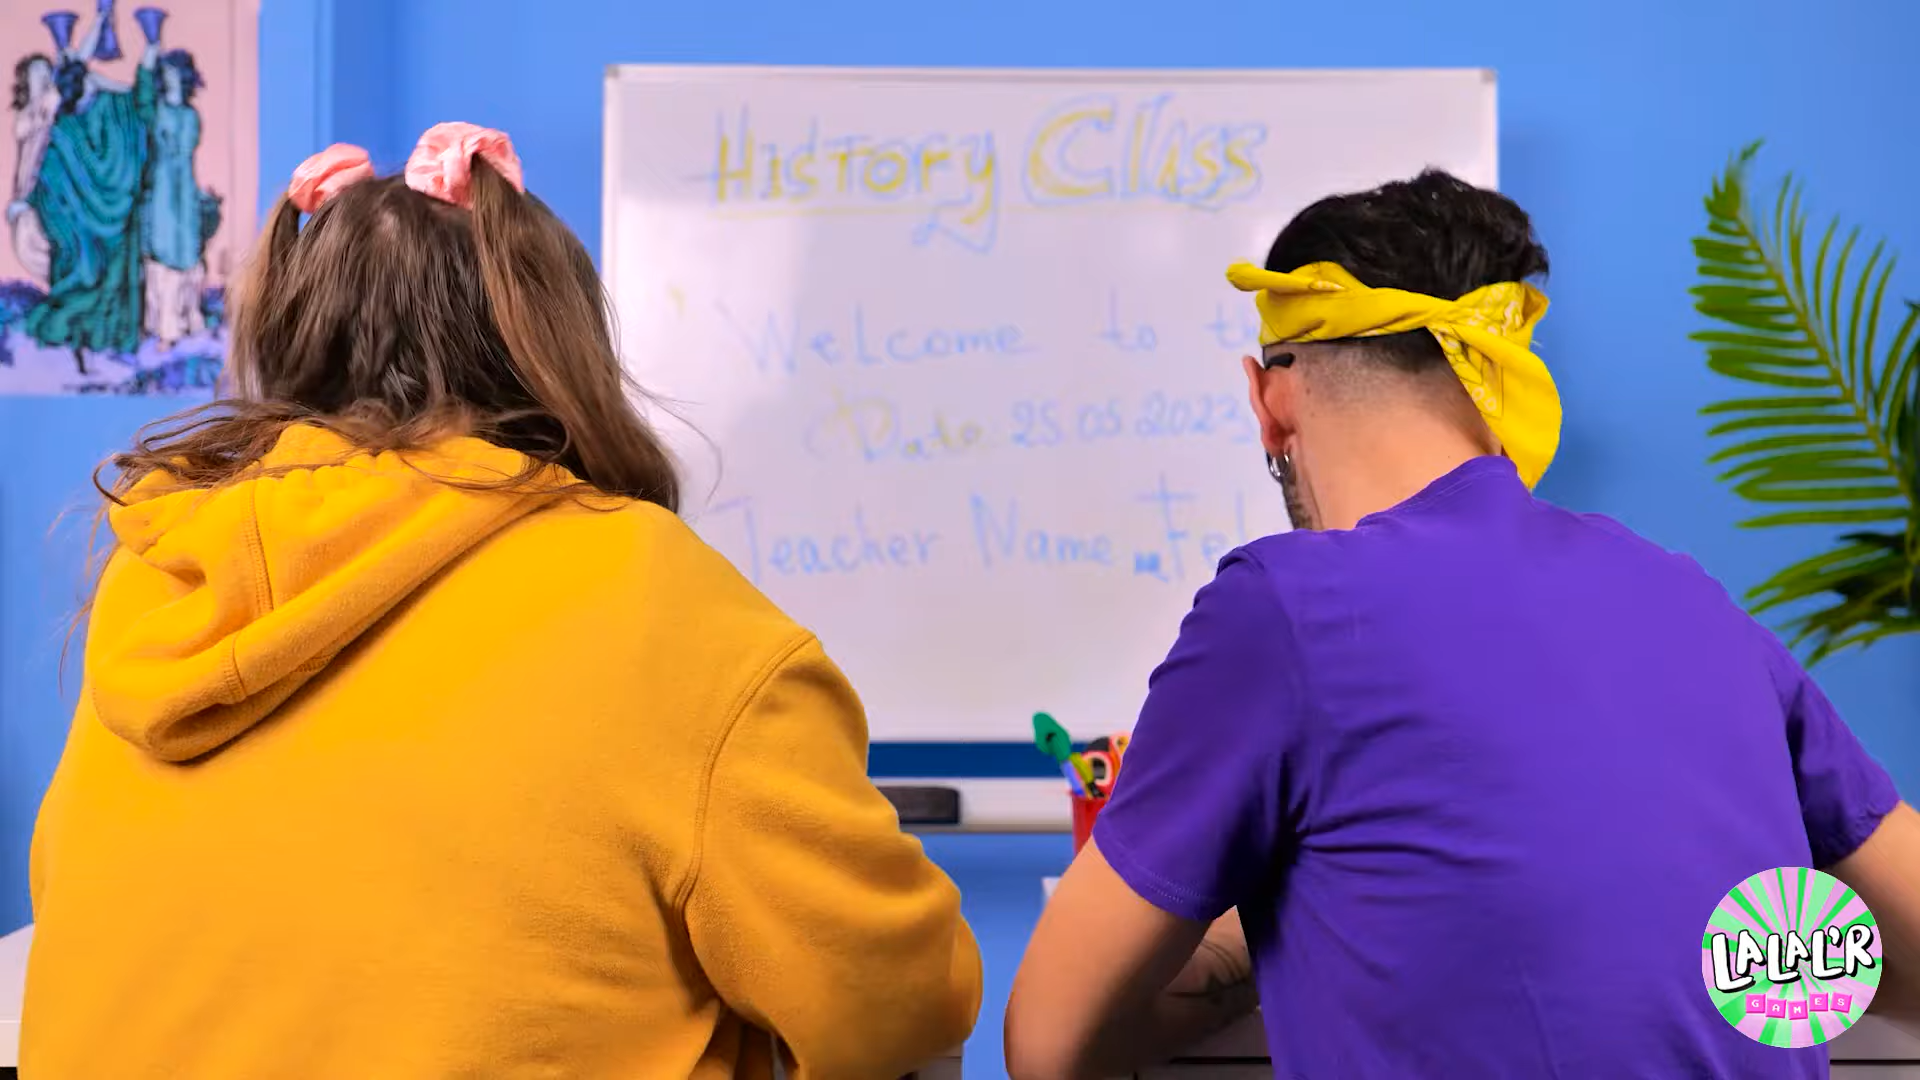 History Class
Welcome to
Date: 25.05.2023
Teacher Name
LALAL'R
GAMES